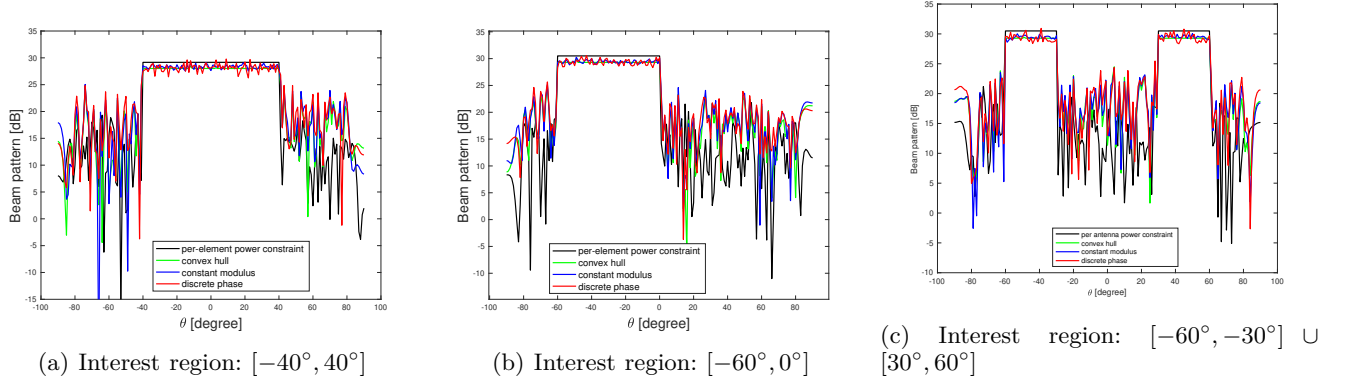 35
30
25
20
15
10
5
0
-5
-10
-15
Beam pattern [dB]
per-element power constraint
convex hull
constant modulus
discrete phase
-100 -80 -60 -40 -20 0 20 40 60 80 100
θ [degree]
(a) Interest region: [−40°, 40°]
35
30
25
20
15
10
5
0
-5
-10
-15
Beam pattern [dB]
per-element power constraint
convex hull
constant modulus
discrete phase
-100 -80 -60 -40 -20 0 20 40 60 80 100
θ [degree]
(b) Interest region: [−60°, 0°]
35
30
25
20
15
10
5
0
-5
-10
-15
Beam pattern [dB]
per antenna power constraint
convex hull
constant modulus
discrete phase
-100 -80 -60 -40 -20 0 20 40 60 80 100
θ [degree]
(c) Interest region: [−60°, −30°] ∪
[30°, 60°]